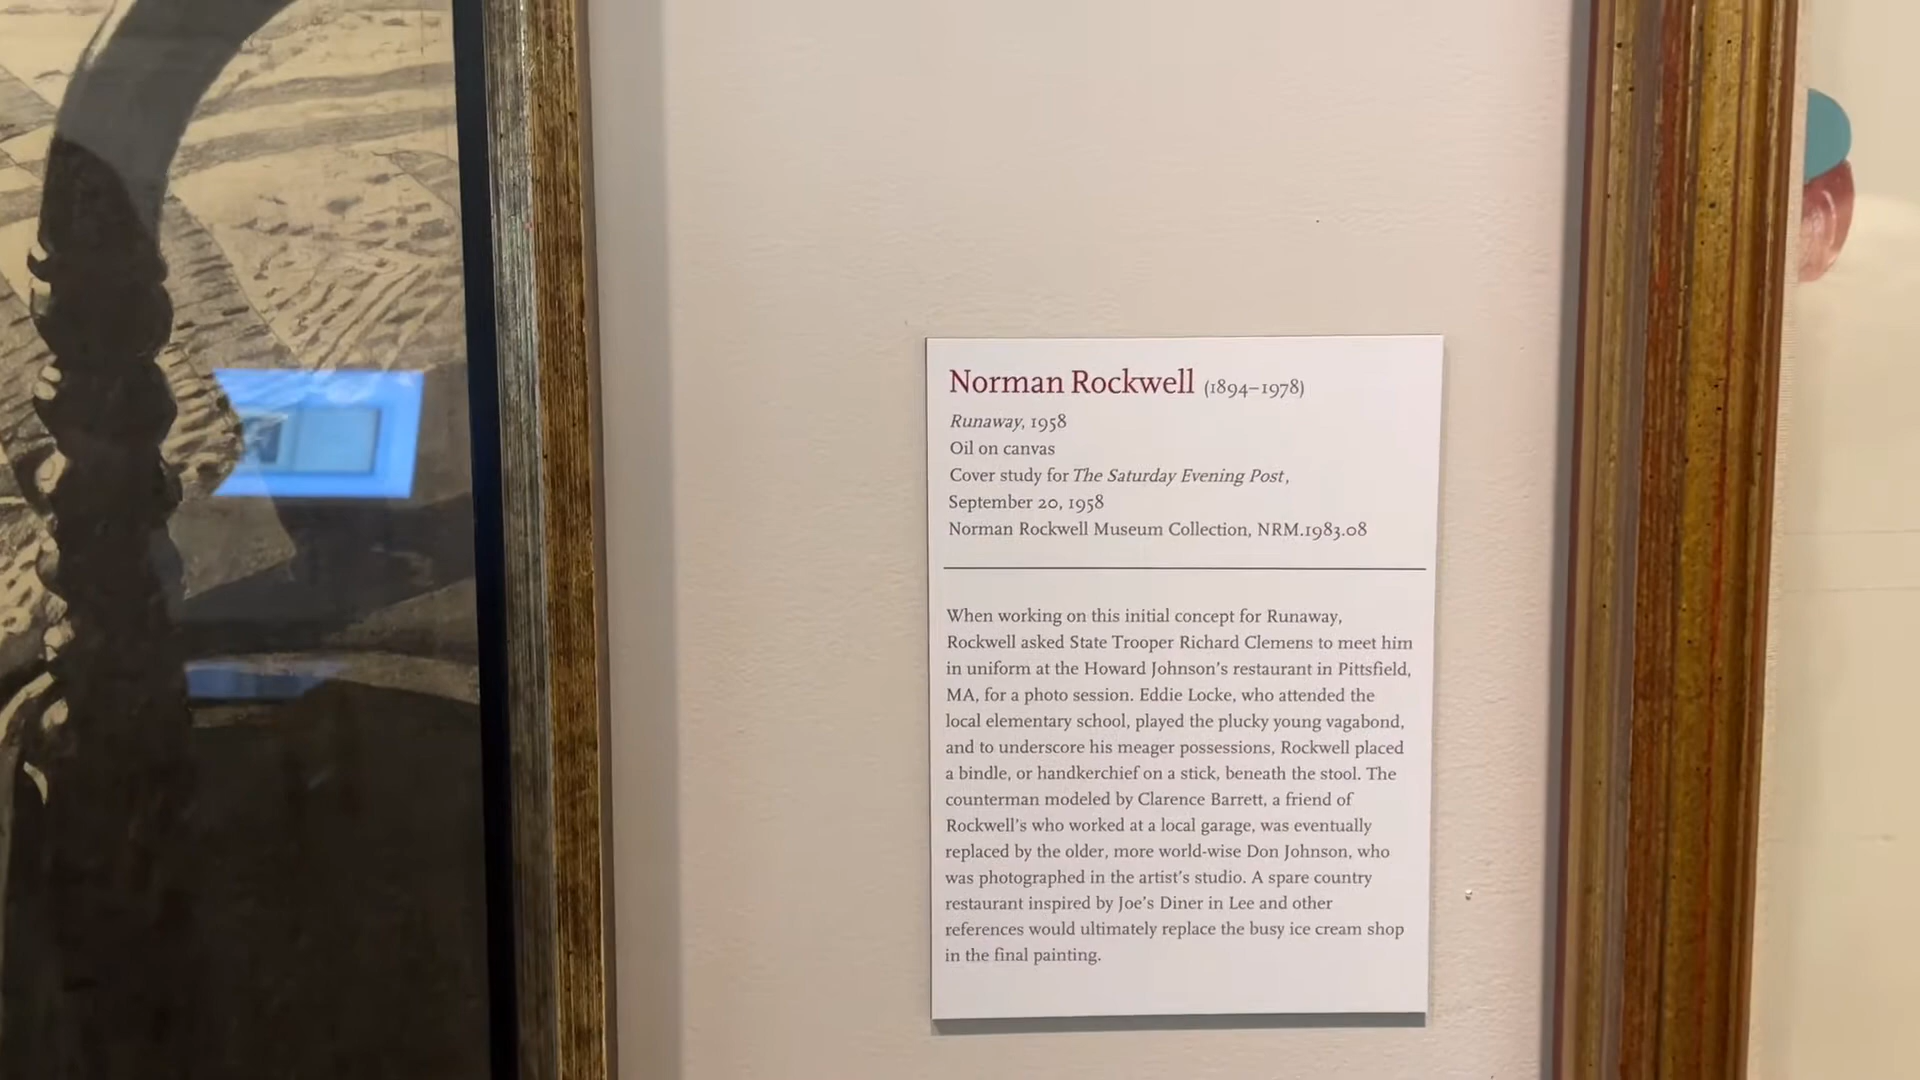 Norman Rockwell (1894–1978)
Runaway, 1958
Oil on canvas
Cover study for The Saturday Evening Post,
September 20, 1958
Norman Rockwell Museum Collection, NRM.1983.08
When working on this initial concept for Runaway,
Rockwell asked State Trooper Richard Clemens to meet him
in uniform at the Howard Johnson's restaurant in Pittsfield,
MA, for a photo session. Eddie Locke, who attended the
local elementary school, played the plucky young vagabond,
and to underscore his meager possessions, Rockwell placed
a bindle, or handkerchief on a stick, beneath the stool. The
counterman modeled by Clarence Barrett, a friend of
Rockwell's who worked at a local garage, was eventually
replaced by the older, more world-wise Don Johnson, who
was photographed in the artist's studio. A spare country
restaurant inspired by Joe's Diner in Lee and other
references would ultimately replace the busy ice cream shop
in the final painting.